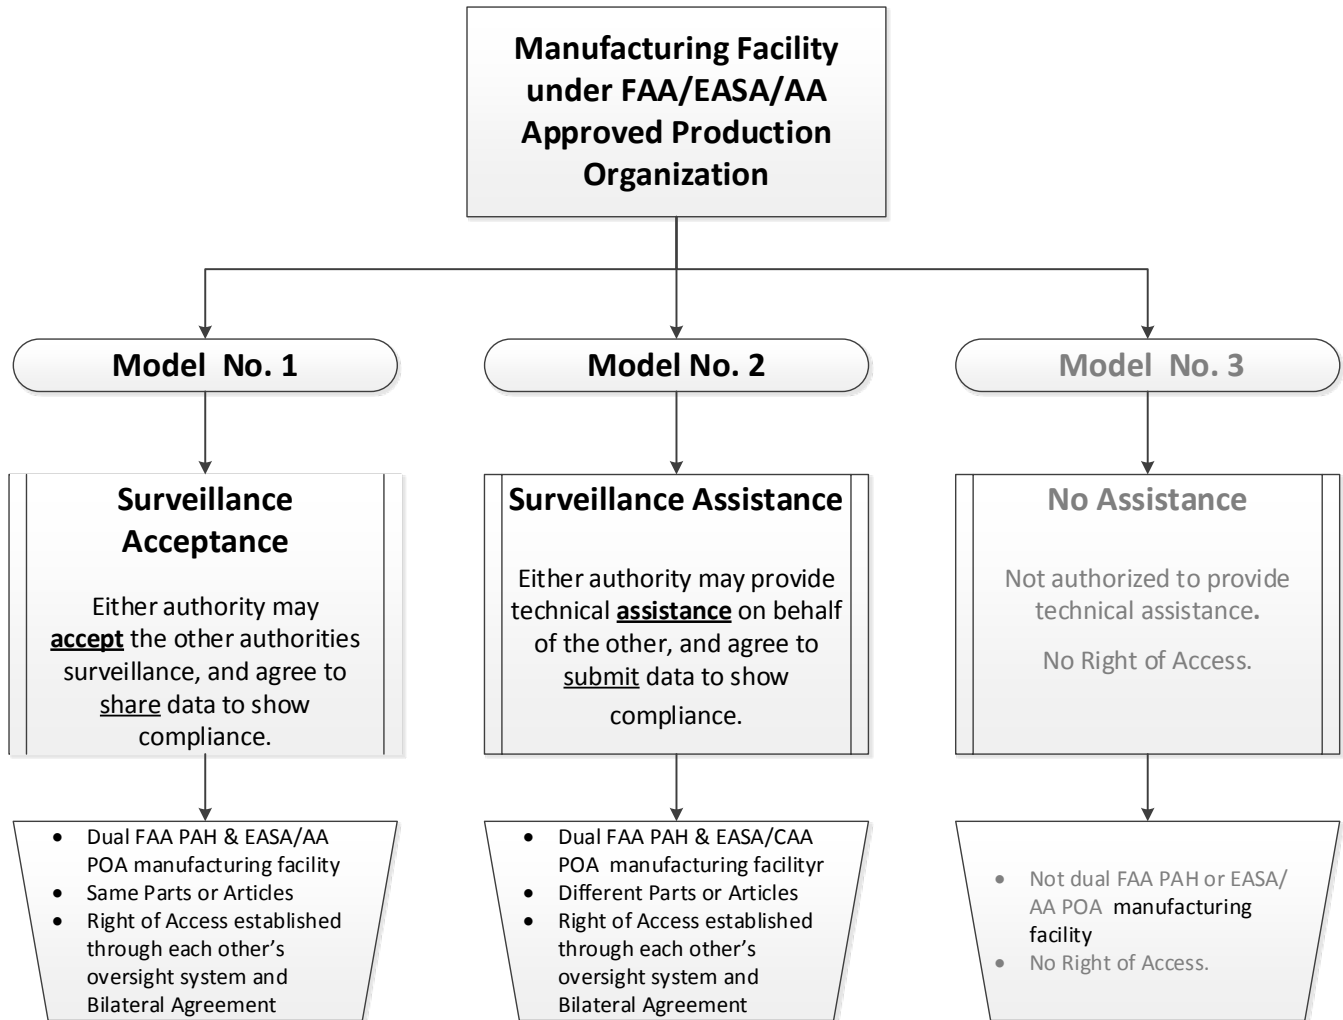 Manufacturing Facility
under FAA/EASA/AA
Approved Production
Organization
Model No. 1
Model No. 2
Model No. 3
Surveillance
Acceptance
Either authority may
accept the other authorities
surveillance, and agree to
share data to show
compliance.
Surveillance Assistance
Either authority may provide
technical assistance on behalf
of the other, and agree to
submit data to show
compliance.
No Assistance
Not authorized to provide
technical assistance.
No Right of Access.
• Dual FAA PAH & EASA/AA
POA manufacturing facility
• Same Parts or Articles
• Right of Access established
through each other’s
oversight system and
Bilateral Agreement
• Dual FAA PAH & EASA/CAA
POA manufacturing facilityr
• Different Parts or Articles
• Right of Access established
through each other’s
oversight system and
Bilateral Agreement
• Not dual FAA PAH or EASA/
AA POA manufacturing
facility
• No Right of Access.